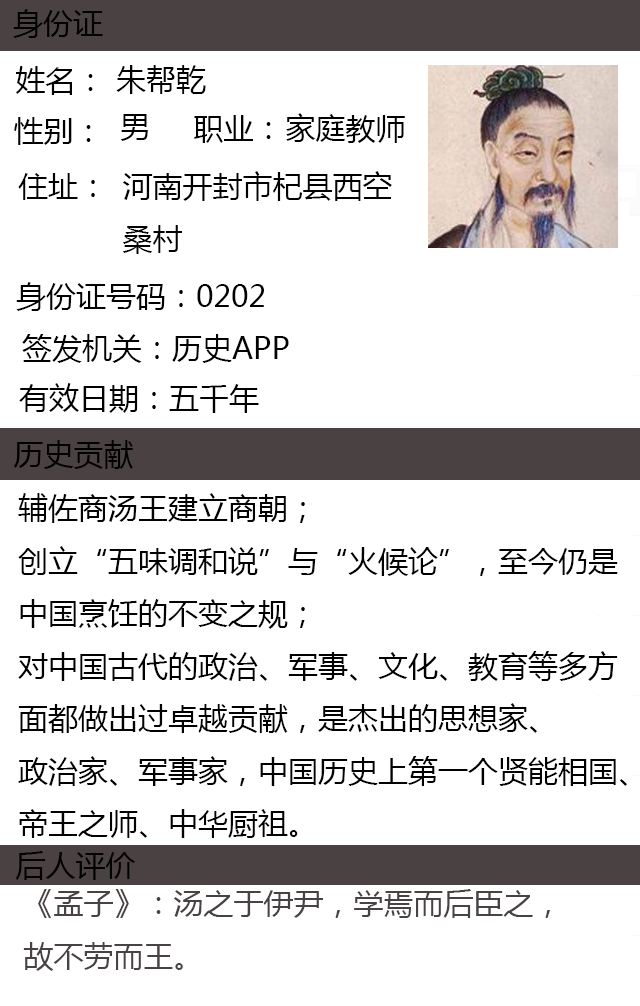 身份证
姓名：朱帮乾
性别：男 职业：家庭教师
住址：河南开封市杞县西空
桑村
身份证号码：0202
签发机关：历史APP
有效日期：五千年
历史贡献
辅佐商汤王建立商朝；
创立“五味调和说”与“火候论”，至今仍是
中国烹饪的不变之规；
对中国古代的政治、军事、文化、教育等多方
面都做出过卓越贡献，是杰出的思想家、
政治家、军事家，中国历史上第一个贤能相国、
帝王之师、中华厨祖。
后人评价
《孟子》：汤之于伊尹，学焉而后臣之，
故不劳而王。